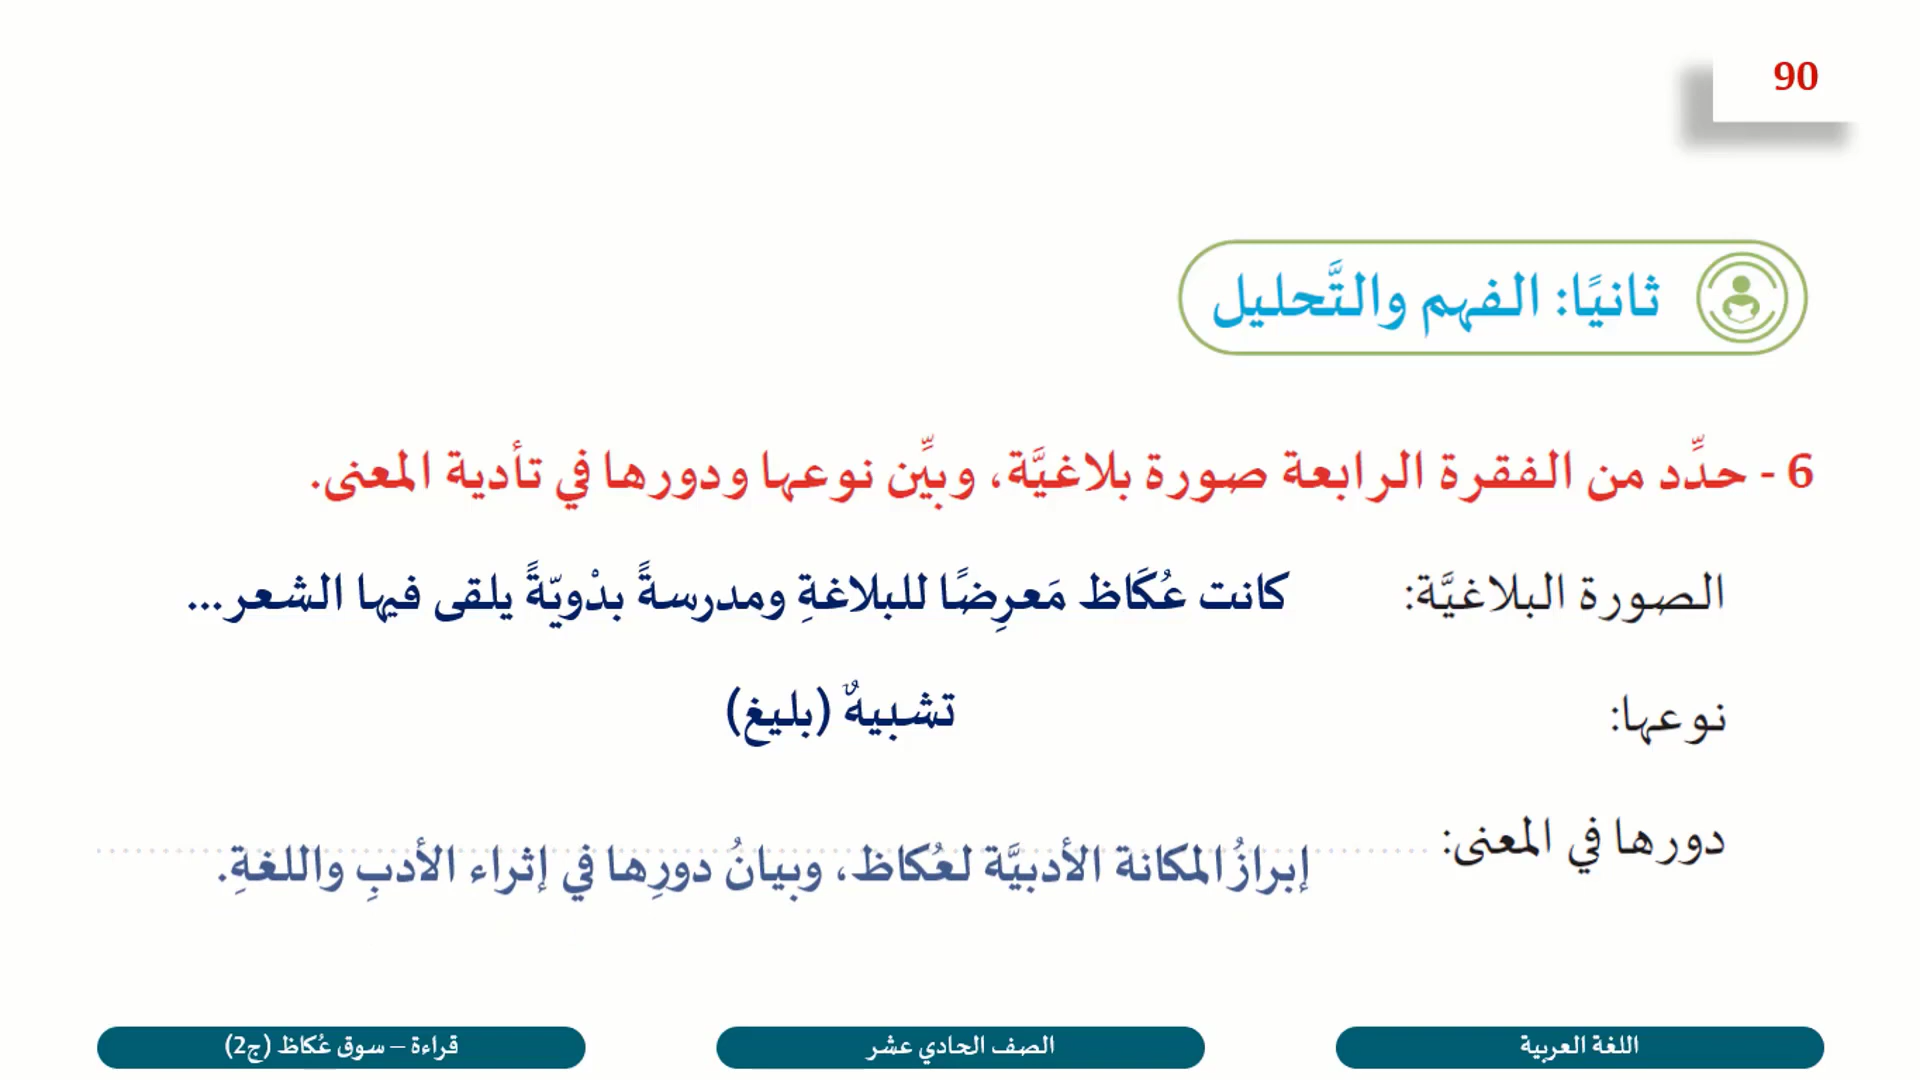 90
ثانيًا: الفهم والتَّحليل
6 - حدِّد من الفقرة الرابعة صورة بلاغيَّة، وبيِّن نوعها ودورها في تأدية المعنى.
الصورة البلاغيَّة: كانت عُكَاظ مَعرِضًا للبلاغةِ ومدرسةً بدْويّةً يلقى فيها الشعر...
نوعها: تشبيهٌ (بليغ)
دورها في المعنى: إبرازُ المكانة الأدبيَّة لعُكاظ، وبيانُ دورِها في إثراء الأدبِ واللغةِ.
اللغة العربية
الصف الحادي عشر
قراءة – سوق عُكاظ (ج2)